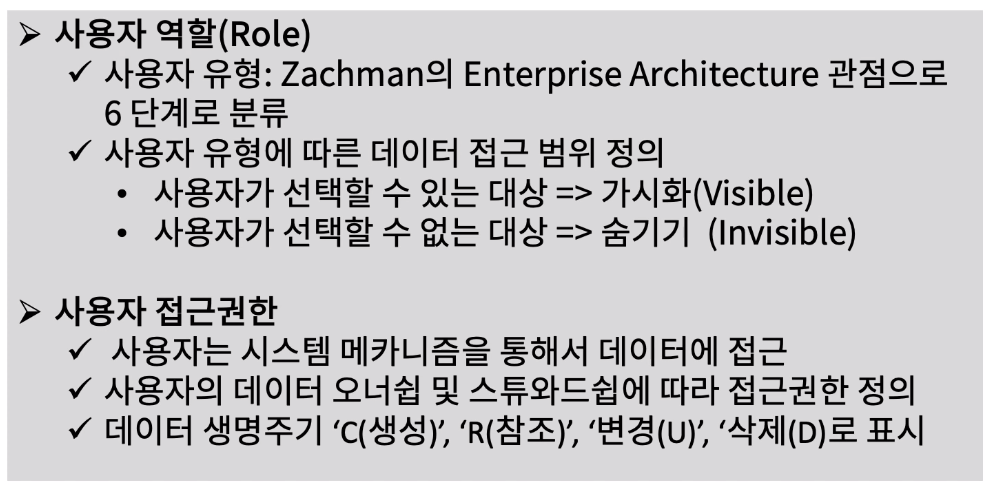 ➢ 사용자 역할(Role)
✓ 사용자 유형: Zachman의 Enterprise Architecture 관점으로
6 단계로 분류
✓ 사용자 유형에 따른 데이터 접근 범위 정의
• 사용자가 선택할 수 있는 대상 => 가시화(Visible)
• 사용자가 선택할 수 없는 대상 => 숨기기 (Invisible)
➢ 사용자 접근권한
✓ 사용자는 시스템 메카니즘을 통해서 데이터에 접근
✓ 사용자의 데이터 오너쉽 및 스튜와드쉽에 따라 접근권한 정의
✓ 데이터 생명주기 ‘C(생성)’, ‘R(참조)’, ‘변경(U)’, ‘삭제(D)로 표시